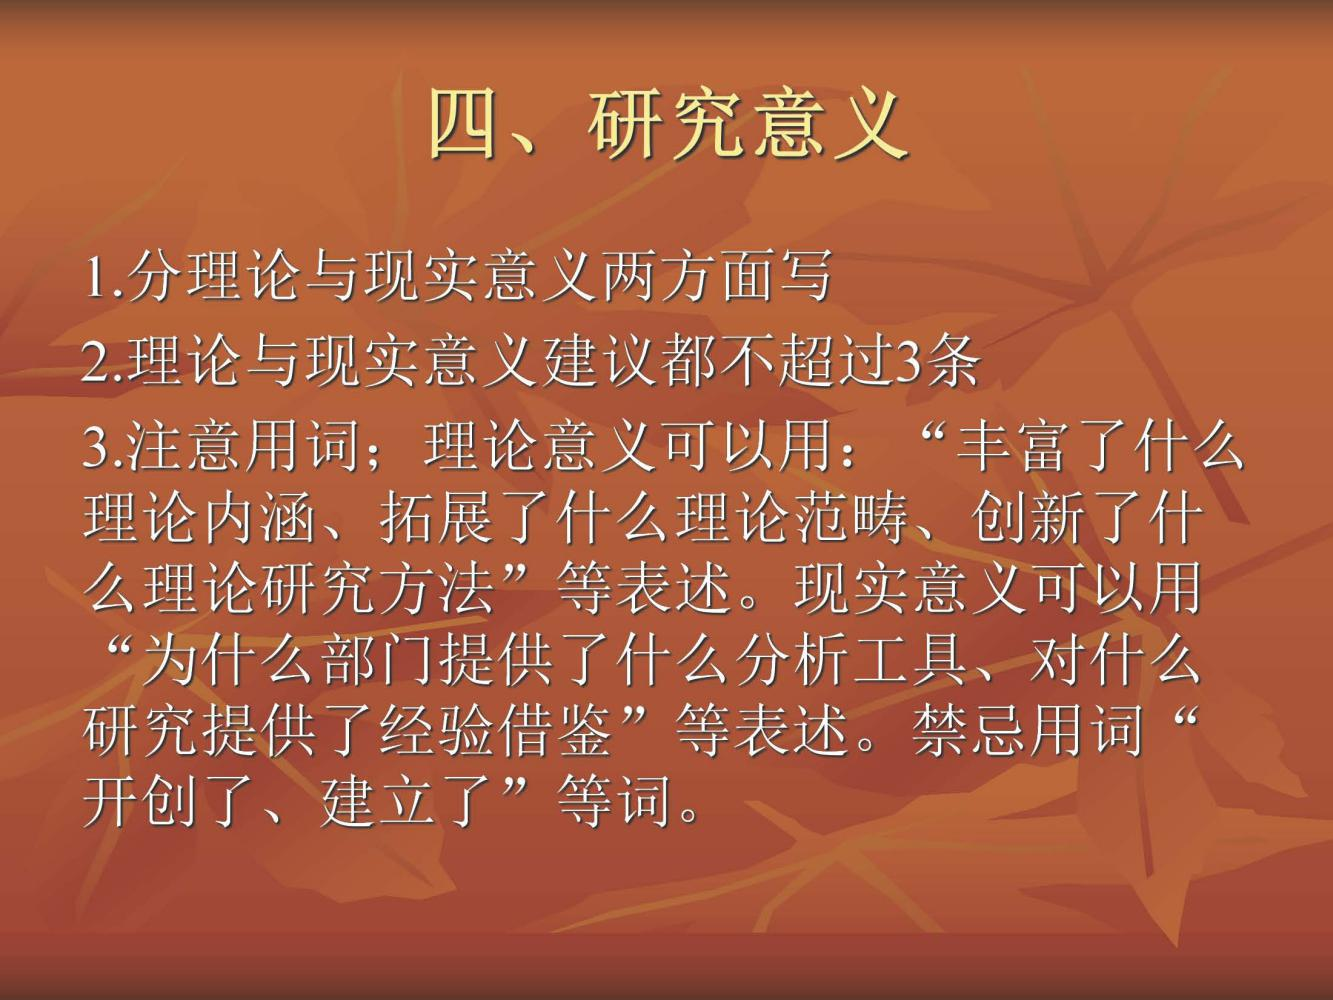 四、研究意义
1.分理论与现实意义两方面写
2.理论与现实意义建议都不超过3条
3.注意用词；理论意义可以用：“丰富了什么
理论内涵、拓展了什么理论范畴、创新了什
么理论研究方法”等表述。现实意义可以用
“为什么部门提供了什么分析工具、对什么
研究提供了经验借鉴”等表述。禁忌用词“
开创了、建立了”等词。